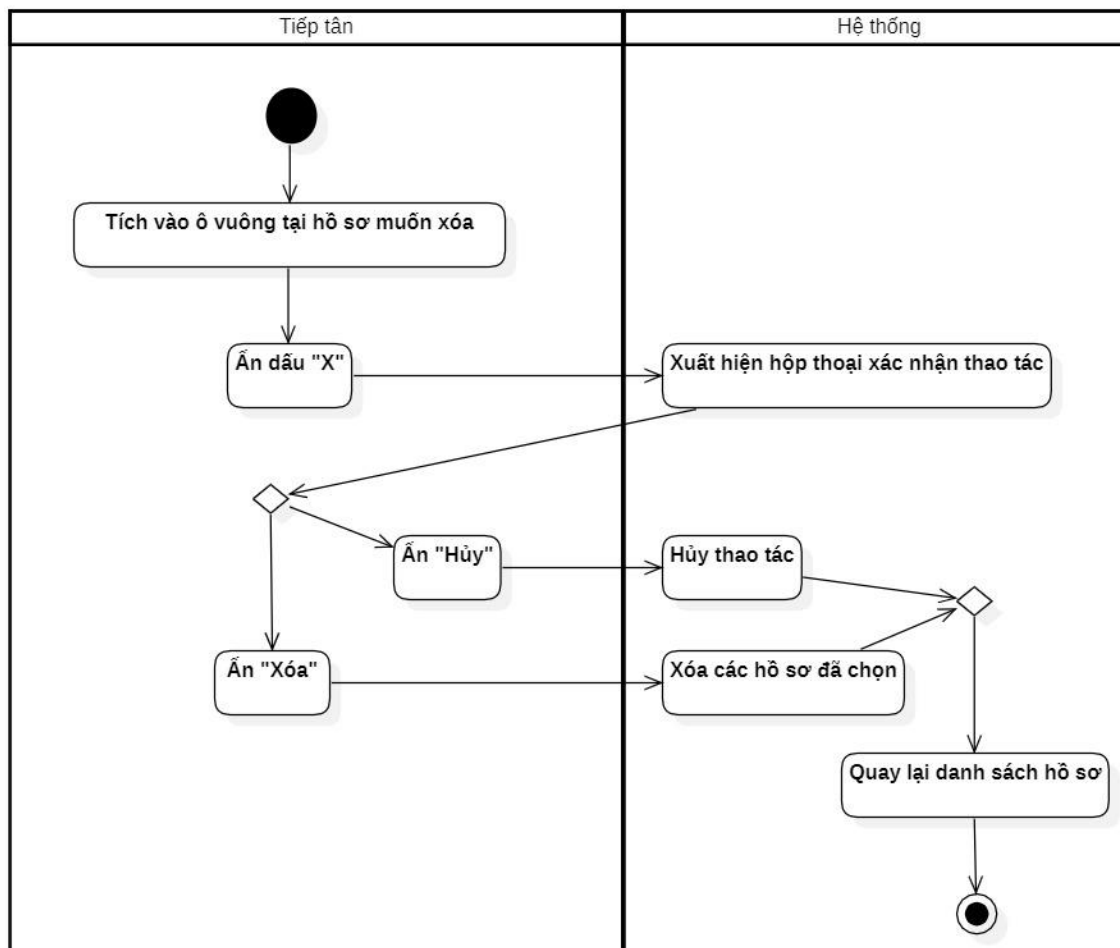 Tiếp tân
Hệ thống
Tích vào ô vuông tại hồ sơ muốn xóa
Ấn dấu "X"
Xuất hiện hộp thoại xác nhận thao tác
Ấn "Hủy"
Hủy thao tác
Ấn "Xóa"
Xóa các hồ sơ đã chọn
Quay lại danh sách hồ sơ